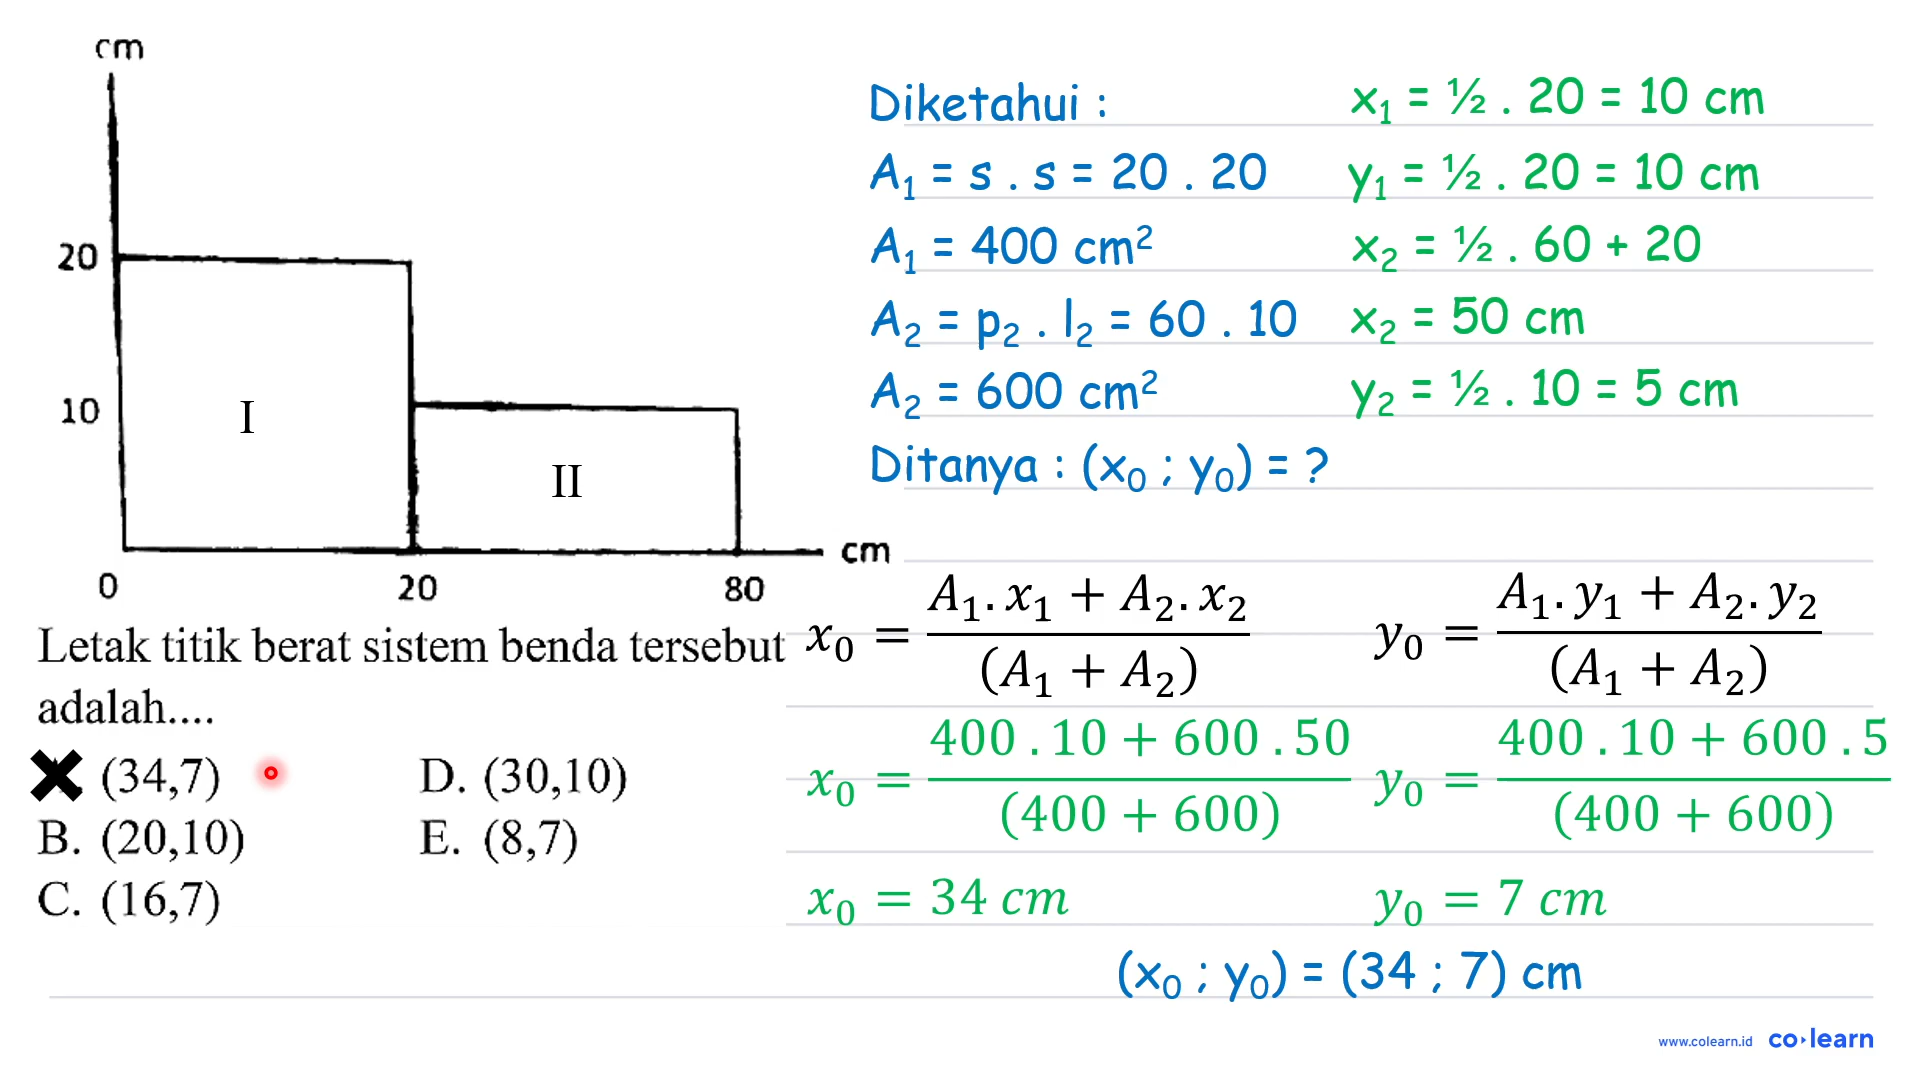 cm
20
10
I
II
cm
0 20 80
Letak titik berat sistem benda tersebut
adalah....
(34,7) D. (30,10)
B. (20,10) E. (8,7)
C. (16,7)
Diketahui :
A₁ = s . s = 20 . 20
A₁ = 400 cm²
A₂ = p₂ . l₂ = 60 . 10
A₂ = 600 cm²
Ditanya : (x₀ ; y₀) = ?
x₁ = ½ . 20 = 10 cm
y₁ = ½ . 20 = 10 cm
x₂ = ½ . 60 + 20
x₂ = 50 cm
y₂ = ½ . 10 = 5 cm
x₀ = A₁. x₁ + A₂. x₂ / (A₁ + A₂)
x₀ = 400 . 10 + 600 . 50 / (400 + 600)
x₀ = 34 cm
y₀ = A₁. y₁ + A₂. y₂ / (A₁ + A₂)
y₀ = 400 . 10 + 600 . 5 / (400 + 600)
y₀ = 7 cm
(x₀ ; y₀) = (34 ; 7) cm
www.colearn.id co learn